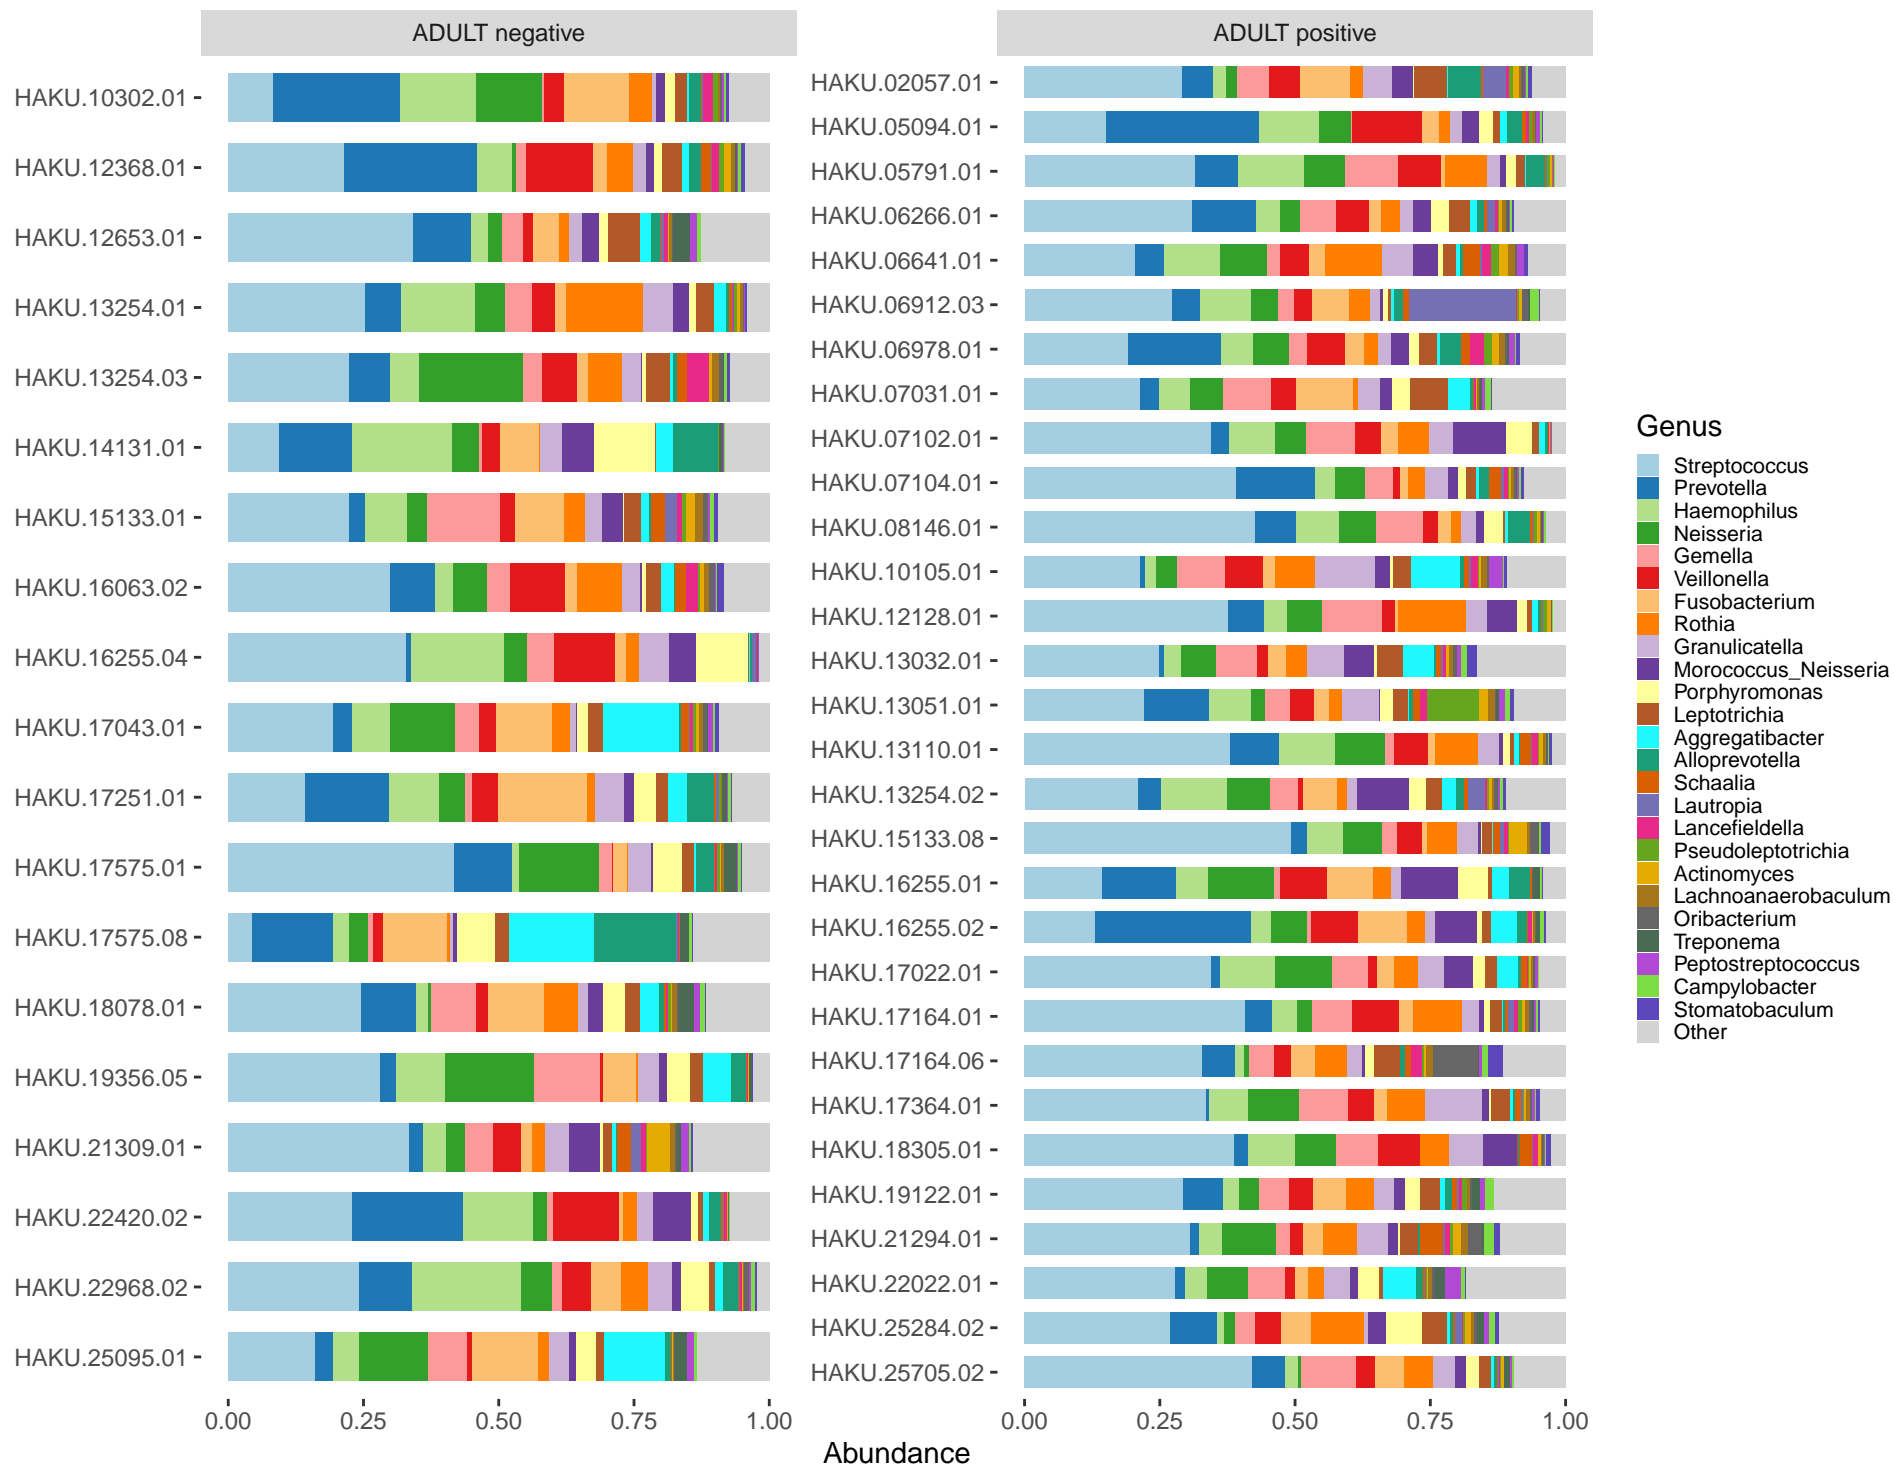 ADULT negative
HAKU.10302.01
HAKU.12368.01
HAKU.12653.01
HAKU.13254.01
HAKU.13254.03
HAKU.14131.01
HAKU.15133.01
HAKU.16063.02
HAKU.16255.04
HAKU.17043.01
HAKU.17251.01
HAKU.17575.01
HAKU.17575.08
HAKU.18078.01
HAKU.19356.05
HAKU.21309.01
HAKU.22420.02
HAKU.22968.02
HAKU.25095.01
0.00 0.25 0.50 0.75 1.00
ADULT positive
HAKU.02057.01
HAKU.05094.01
HAKU.05791.01
HAKU.06266.01
HAKU.06641.01
HAKU.06912.03
HAKU.06978.01
HAKU.07031.01
HAKU.07102.01
HAKU.07104.01
HAKU.08146.01
HAKU.10105.01
HAKU.12128.01
HAKU.13032.01
HAKU.13051.01
HAKU.13110.01
HAKU.13254.02
HAKU.15133.08
HAKU.16255.01
HAKU.16255.02
HAKU.17022.01
HAKU.17164.01
HAKU.17164.06
HAKU.17364.01
HAKU.18305.01
HAKU.19122.01
HAKU.21294.01
HAKU.22022.01
HAKU.25284.02
HAKU.25705.02
0.00 0.25 0.50 0.75 1.00
Abundance
Genus
Streptococcus
Prevotella
Haemophilus
Neisseria
Gemella
Veillonella
Fusobacterium
Rothia
Granulicatella
Morococcus_Neisseria
Porphyromonas
Leptotrichia
Aggregatibacter
Alloprevotella
Schaalia
Lautropia
Lancefieldella
Pseudoleptotrichia
Actinomyces
Lachnoanaerobaculum
Oribacterium
Treponema
Peptostreptococcus
Campylobacter
Stomatobaculum
Other